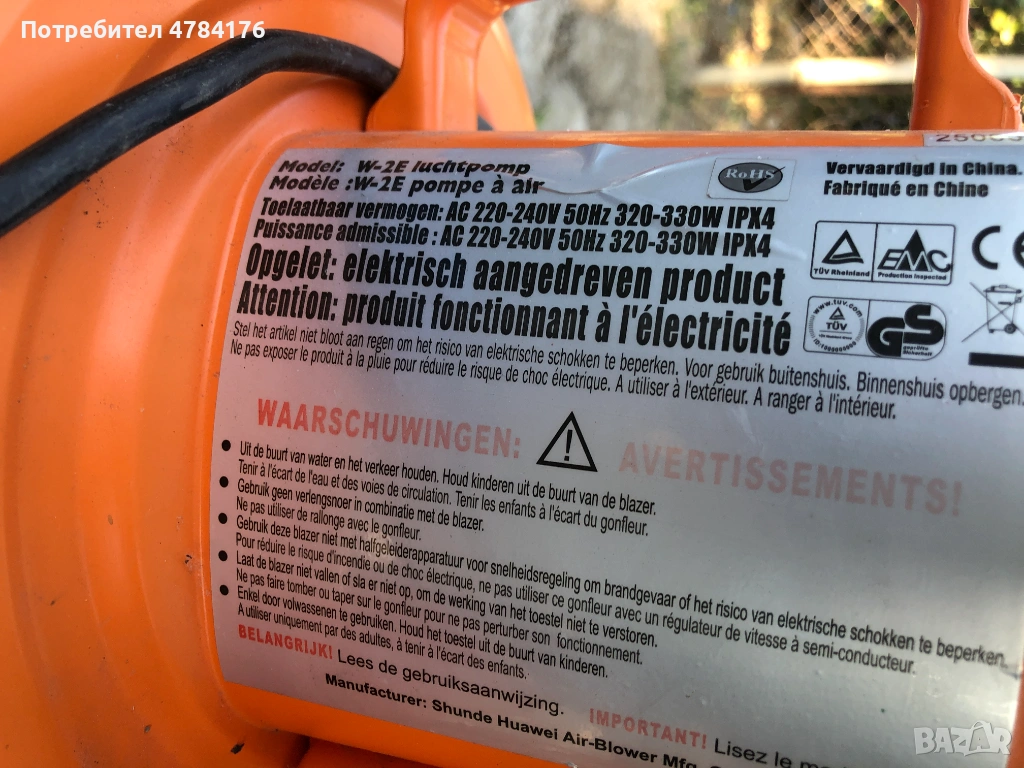 Потребител 4784176
Model: W-2E luchtpomp
Modèle :W-2E pompe à air
Toelaatbaar vermogen: AC 220-240V 50Hz 320-330W IPX4
Puissance admissible : AC 220-240V 50Hz 320-330W IPX4
Opgelet: elektrisch aangedreven product
Attention: produit fonctionnant à l'électricité
RoHS
Vervaardigd in China.
Fabriqué en Chine
TÜV Rheinland
EMC
Production Inspected
CE
www.tuv.com
TÜV
GS
geprüfte
Sicherheit
Stel het artikel niet bloot aan regen om het risico van elektrische schokken te beperken. Voor gebruik buitenshuis. Binnenshuis opbergen.
Ne pas exposer le produit à la pluie pour réduire le risque de choc électrique. A utiliser à l'extérieur. A ranger à l'intérieur.
WAARSCHUWINGEN: AVERTISSEMENTS!
• Uit de buurt van water en het verkeer houden. Houd kinderen uit de buurt van de blazer.
Tenir à l'écart de l'eau et des voies de circulation. Tenir les enfants à l'écart du gonfleur.
• Gebruik geen verlengsnoer in combinatie met de blazer.
Ne pas utiliser de rallonge avec le gonfleur.
• Gebruik deze blazer niet met halfgeleiderapparatuur voor snelheidsregeling om brandgevaar of het risico van elektrische schokken te beperken.
Pour réduire le risque d'incendie ou de choc électrique, ne pas utiliser ce gonfleur avec un régulateur de vitesse à semi-conducteur.
• Laat de blazer niet vallen of sla er niet op, om de werking van het toestel niet te verstoren.
Ne pas faire tomber ou taper sur le gonfleur pour ne pas perturber son fonctionnement.
• Enkel door volwassenen te gebruiken. Houd het toestel uit de buurt van kinderen.
A utiliser uniquement par des adultes, à tenir à l'écart des enfants.
BELANGRIJK! Lees de gebruiksaanwijzing. IMPORTANT! Lisez le
Manufacturer: Shunde Huawei Air-Blower Mfg.
BAZAR